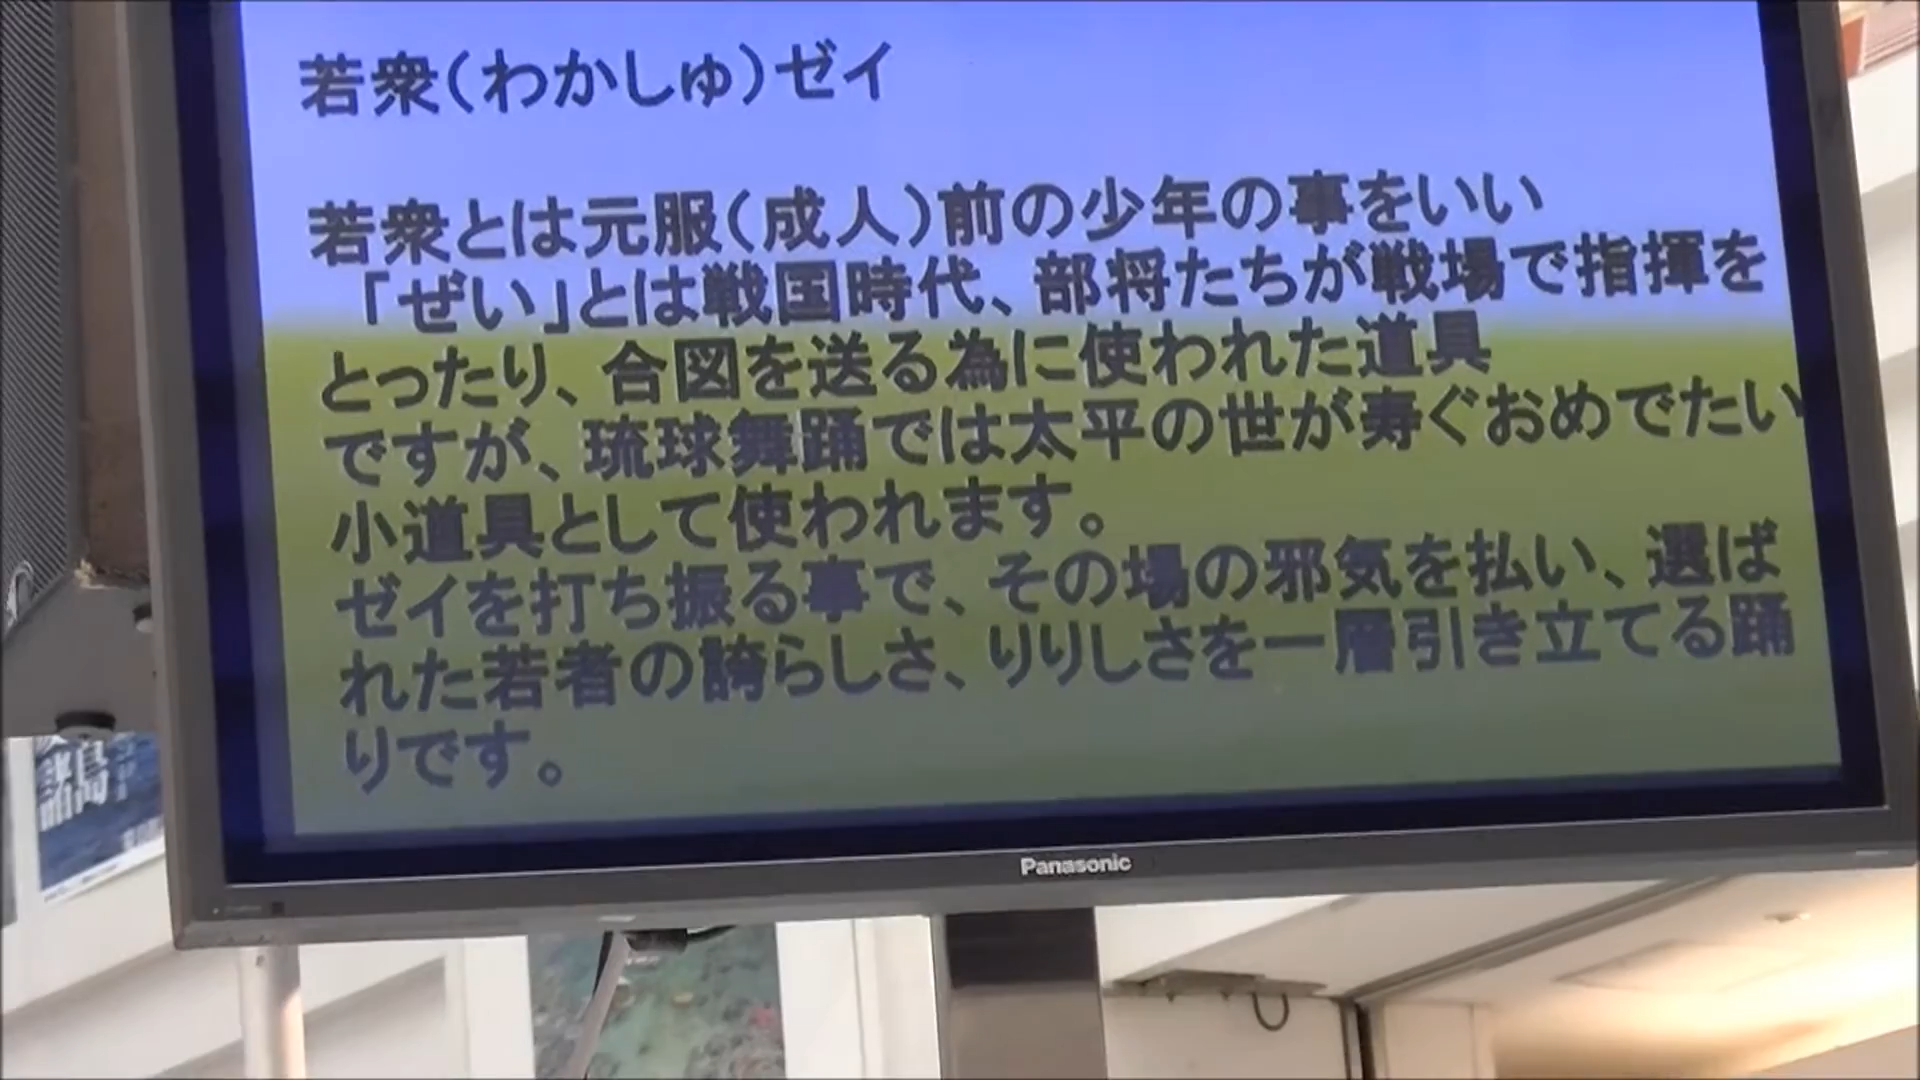 若衆（わかしゅ）ゼイ
若衆とは元服（成人）前の少年の事をいい
「ぜい」とは戦国時代、部将たちが戦場で指揮を
とったり、合図を送る為に使われた道具
ですが、琉球舞踊では太平の世が寿ぐおめでたい
小道具として使われます。
ゼイを打ち振る事で、その場の邪気を払い、選ば
れた若者の誇らしさ、りりしさを一層引き立てる踊
りです。
Panasonic
諸島